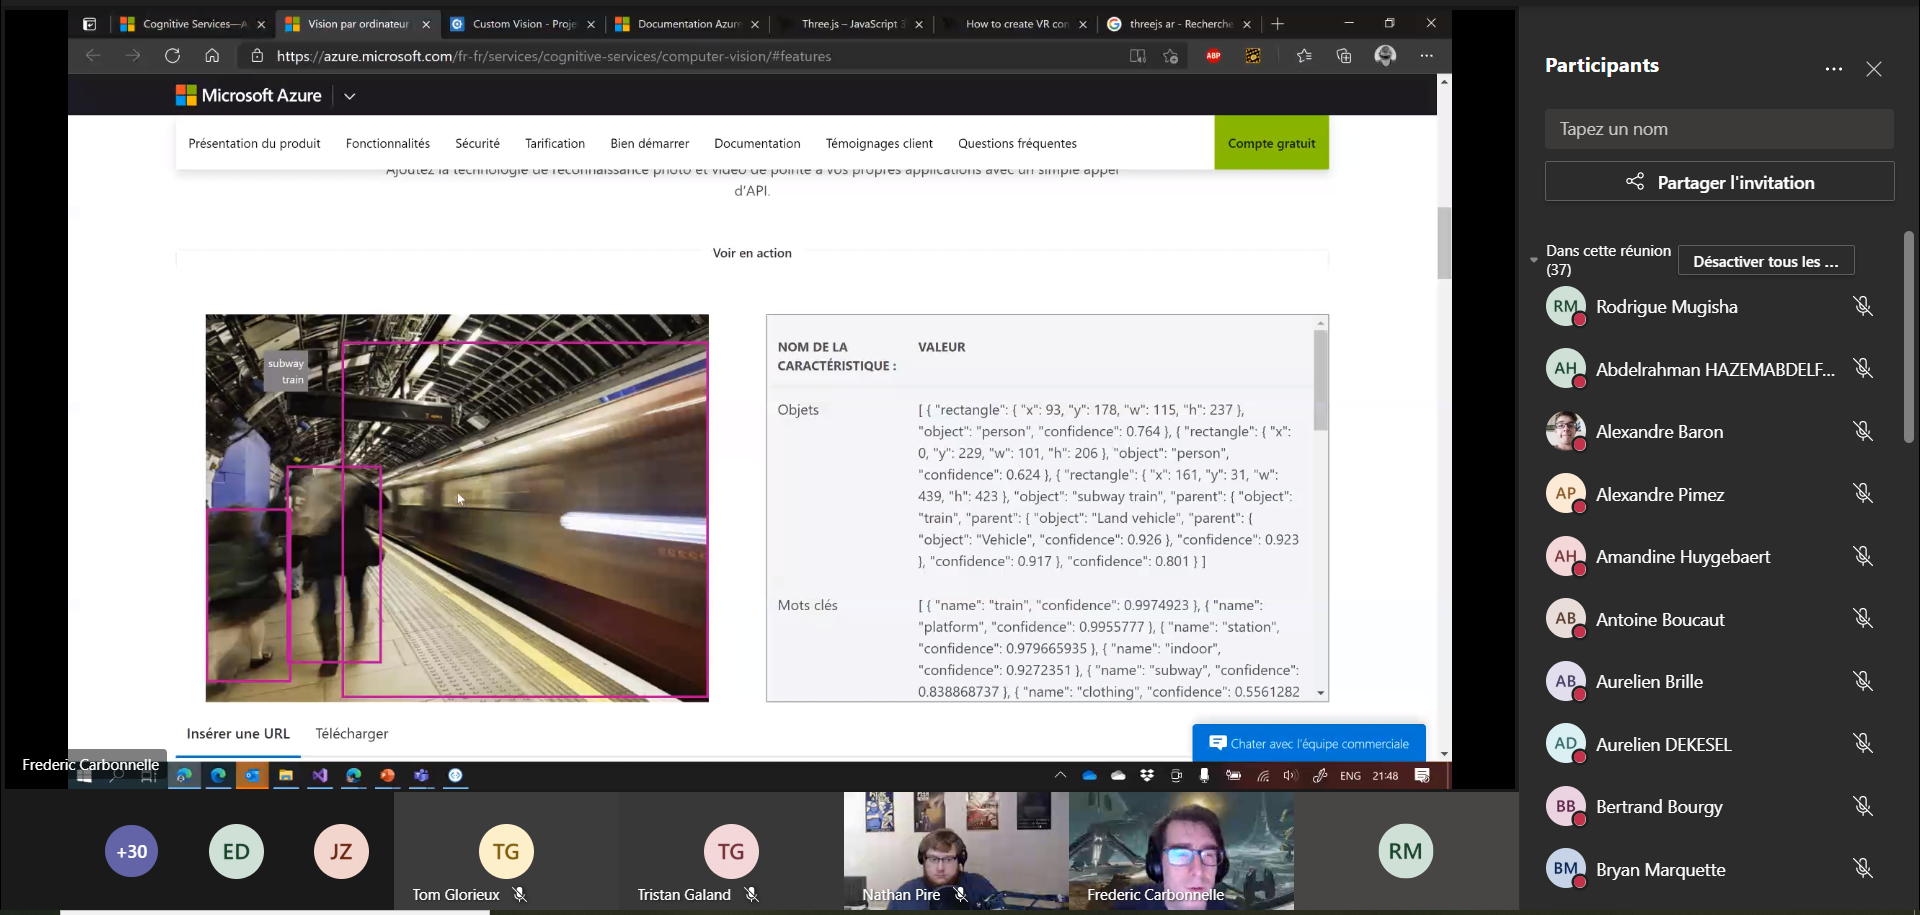 Cognitive Services—A
Vision par ordinateur
Custom Vision - Proje
Documentation Azure
Three.js – JavaScript 3
How to create VR con
threejs ar - Recherche
https://azure.microsoft.com/fr-fr/services/cognitive-services/computer-vision/#features
ABP
Microsoft Azure
Présentation du produit
Fonctionnalités
Sécurité
Tarification
Bien démarrer
Documentation
Témoignages client
Questions fréquentes
Compte gratuit
Ajoutez la technologie de reconnaissance photo et vidéo de pointe à vos propres applications avec un simple appel
d'API.
Voir en action
subway
train
NOM DE LA
CARACTÉRISTIQUE :
VALEUR
Objets
[ { "rectangle": { "x": 93, "y": 178, "w": 115, "h": 237 },
"object": "person", "confidence": 0.764 }, { "rectangle": { "x":
0, "y": 229, "w": 101, "h": 206 }, "object": "person",
"confidence": 0.624 }, { "rectangle": { "x": 161, "y": 31, "w":
439, "h": 423 }, "object": "subway train", "parent": { "object":
"train", "parent": { "object": "Land vehicle", "parent": {
"object": "Vehicle", "confidence": 0.926 }, "confidence": 0.923
}, "confidence": 0.917 }, "confidence": 0.801 } ]
Mots clés
[ { "name": "train", "confidence": 0.9974923 }, { "name":
"platform", "confidence": 0.9955777 }, { "name": "station",
"confidence": 0.979665935 }, { "name": "indoor",
"confidence": 0.9272351 }, { "name": "subway", "confidence":
0.838868737 }, { "name": "clothing", "confidence": 0.5561282
Insérer une URL
Télécharger
Chater avec l'équipe commerciale
Frederic Carbonnelle
ENG
21:48
+30
ED
JZ
TG
Tom Glorieux
TG
Tristan Galand
Nathan Pire
Frederic Carbonnelle
RM
Participants
Tapez un nom
Partager l'invitation
Dans cette réunion
(37)
Désactiver tous les ...
RM
Rodrigue Mugisha
AH
Abdelrahman HAZEMABDELF...
Alexandre Baron
AP
Alexandre Pimez
AH
Amandine Huygebaert
AB
Antoine Boucaut
AB
Aurelien Brille
AD
Aurelien DEKESEL
BB
Bertrand Bourgy
BM
Bryan Marquette